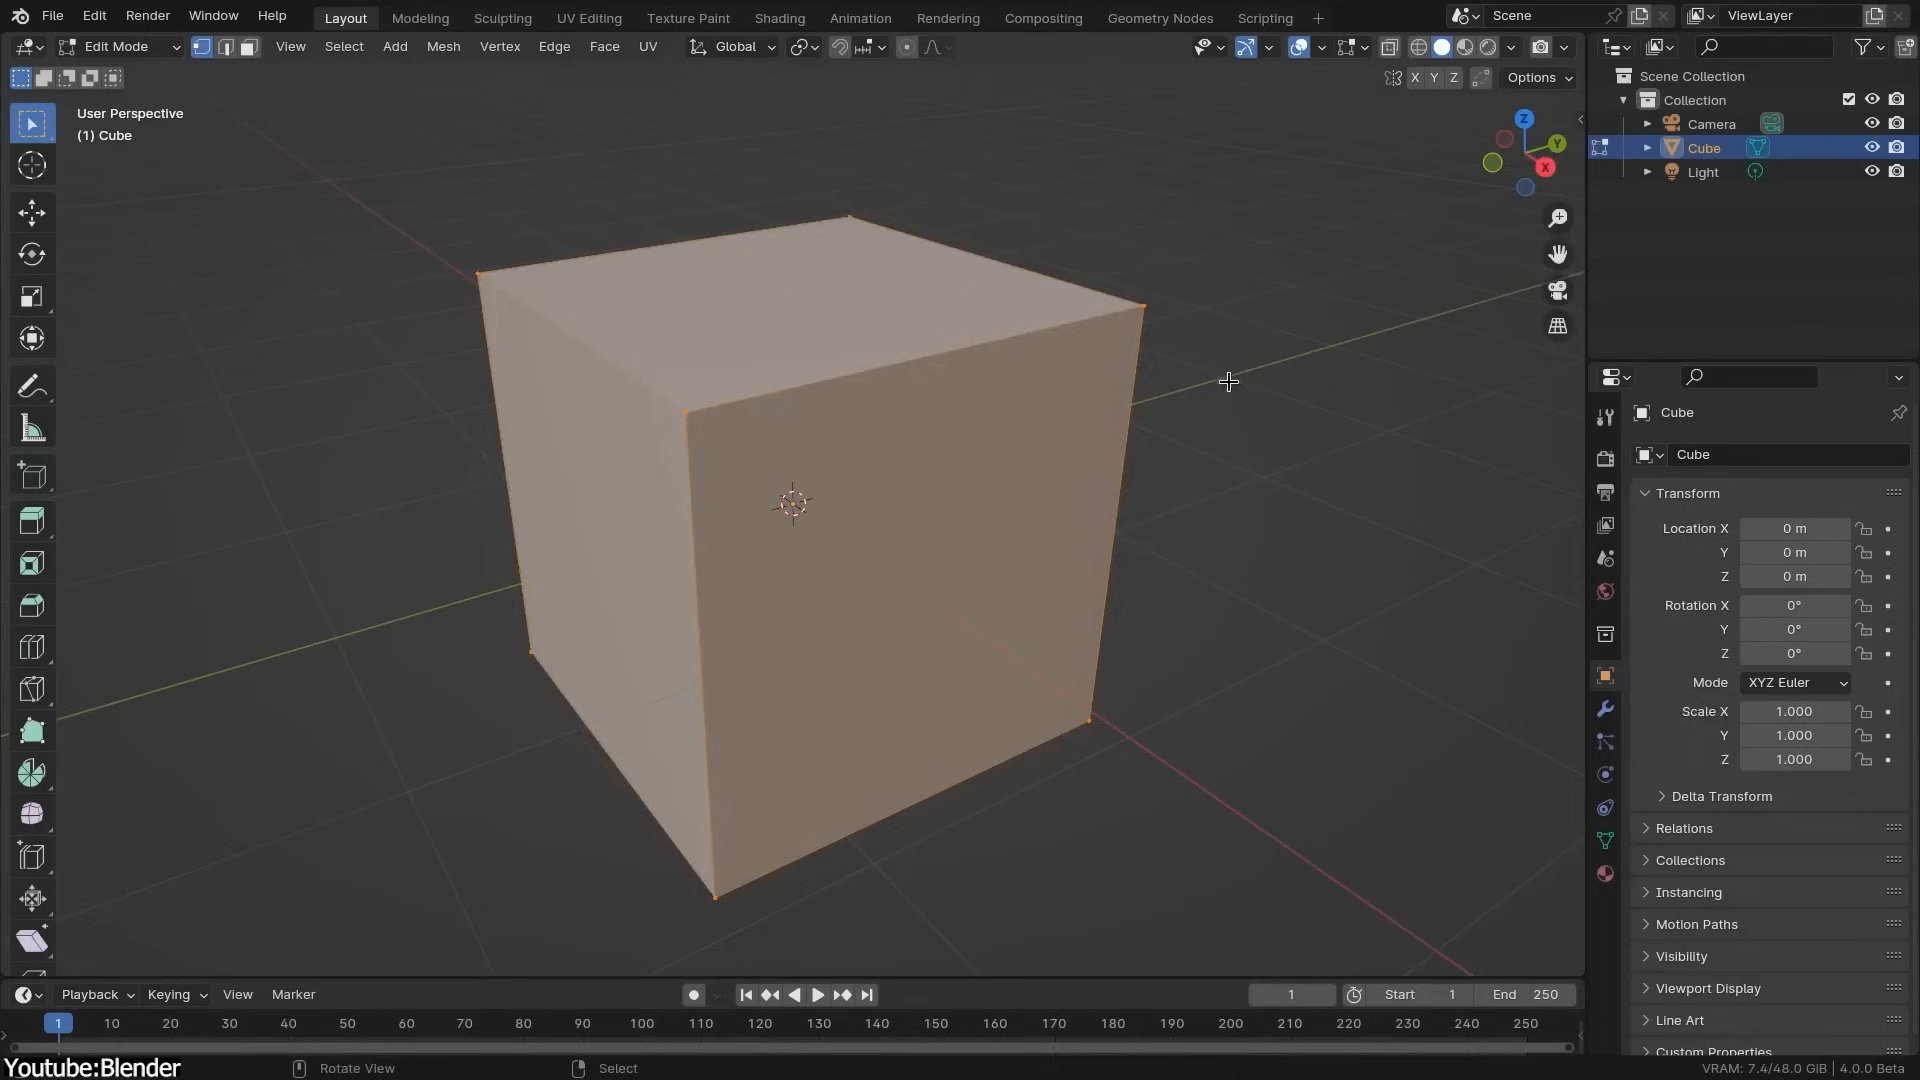 File Edit Render Window Help Layout Modeling Sculpting UV Editing Texture Paint Shading Animation Rendering Compositing Geometry Nodes Scripting + Scene ViewLayer
Edit Mode View Select Add Mesh Vertex Edge Face UV Global
X Y Z Options
User Perspective
(1) Cube
Z
Y
X
Scene Collection
Collection
Camera
Cube
Light
Cube
Cube
Transform
Location X 0 m
Y 0 m
Z 0 m
Rotation X 0°
Y 0°
Z 0°
Mode XYZ Euler
Scale X 1.000
Y 1.000
Z 1.000
Delta Transform
Relations
Collections
Instancing
Motion Paths
Visibility
Viewport Display
Line Art
Custom Properties
Playback Keying View Marker 1 Start 1 End 250
1 10 20 30 40 50 60 70 80 90 100 110 120 130 140 150 160 170 180 190 200 210 220 230 240 250
Youtube:Blender Rotate View Select VRAM: 7.4/48.0 GiB | 4.0.0 Beta